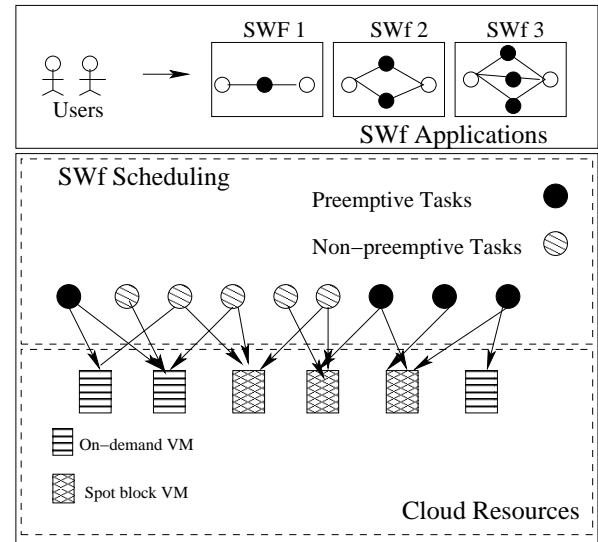 SWF 1 SWf 2 SWf 3
Users
SWf Applications
SWf Scheduling
Preemptive Tasks
Non−preemptive Tasks
On−demand VM
Spot block VM
Cloud Resources